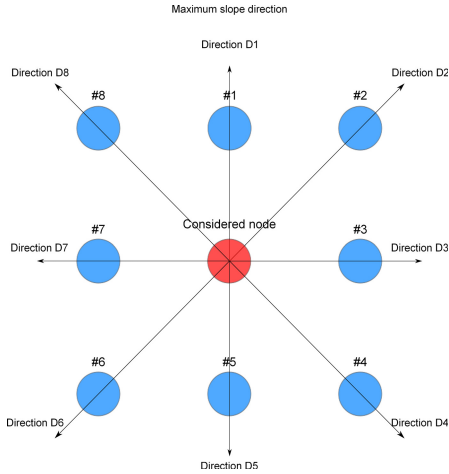 Maximum slope direction
Direction D1
Direction D8
Direction D2
#8
#1
#2
Considered node
#7
#3
Direction D7
Direction D3
#6
#5
#4
Direction D6
Direction D4
Direction D5